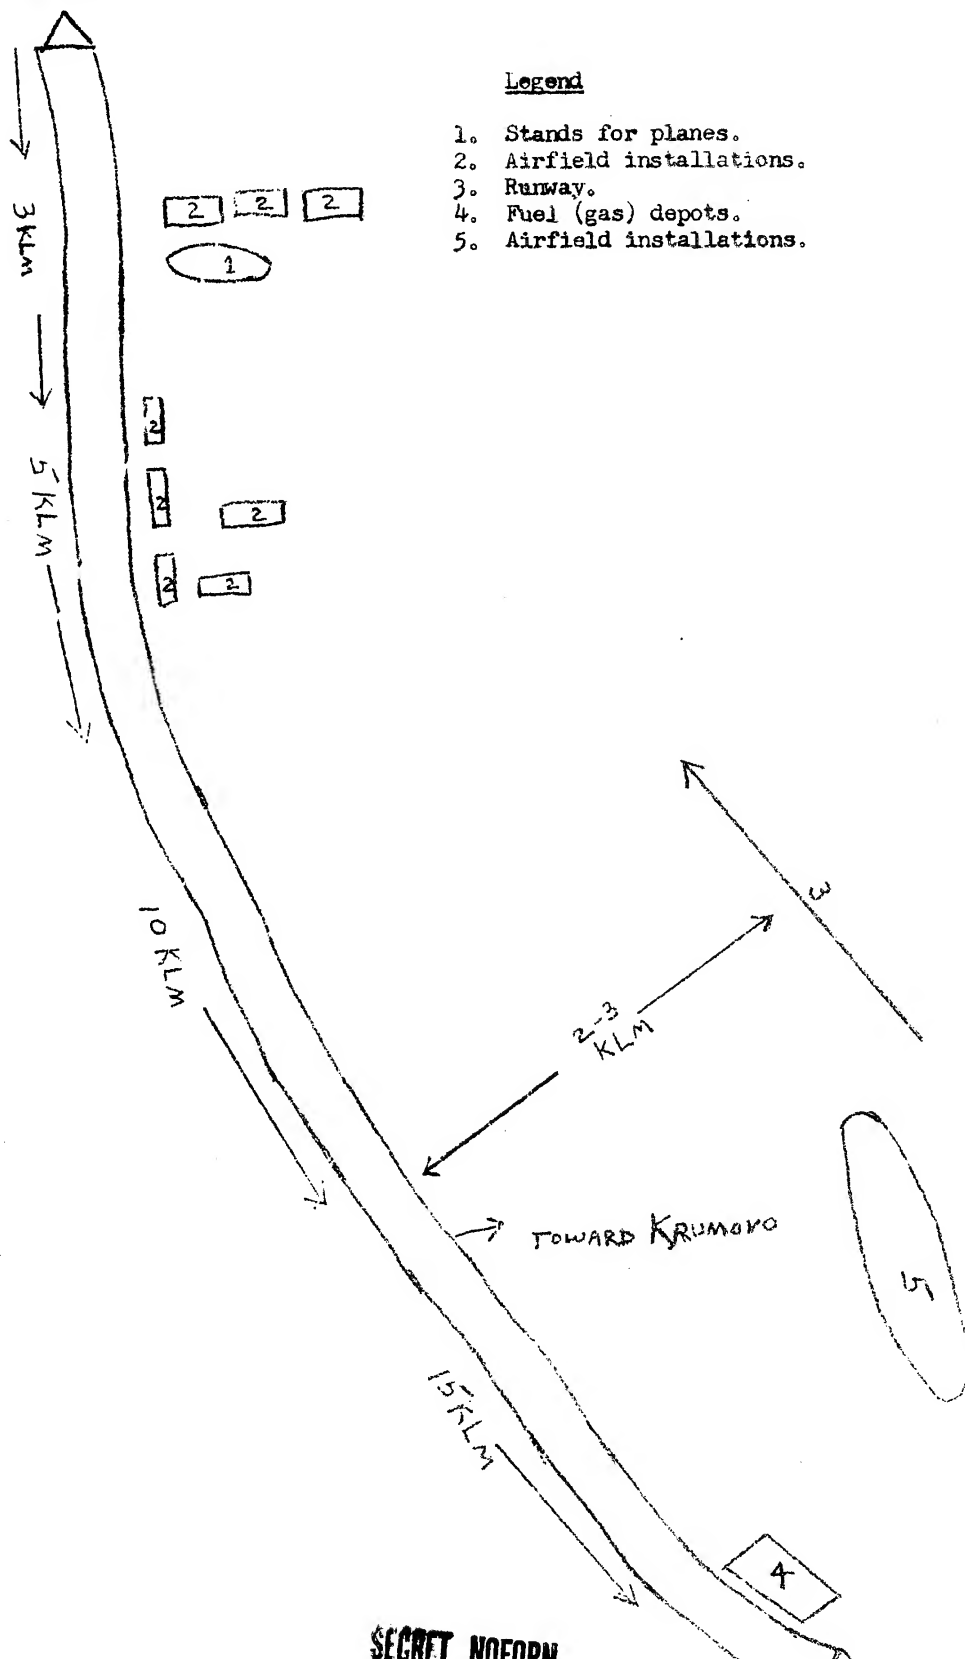 Legend
1. Stands for planes.
2. Airfield installations.
3. Runway.
4. Fuel (gas) depots.
5. Airfield installations.
3 KLM
2
2
2
1
2
5 KLM
2
2
2
2
3
10 KLM
2-3
KLM
TOWARD KRUMOVO
5
15 KLM
4
SECRET NOFORN